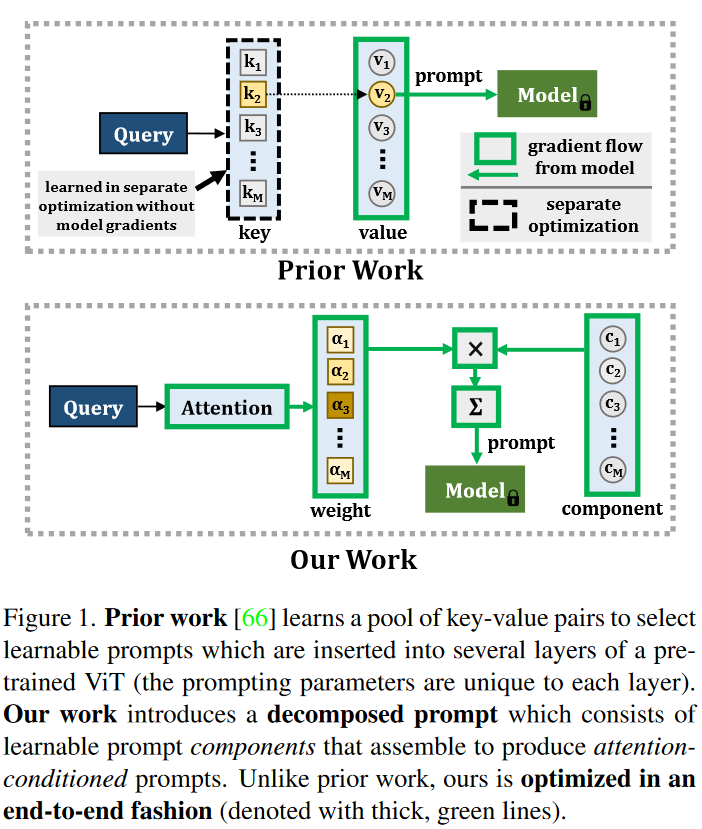 k1
k2
k3
kM
key
v1
v2
v3
vM
value
prompt
Model
Query
learned in separate
optimization without
model gradients
gradient flow
from model
separate
optimization
Prior Work
Query
Attention
α1
α2
α3
αM
weight
×
Σ
prompt
Model
c1
c2
c3
cM
component
Our Work
Figure 1. Prior work [66] learns a pool of key-value pairs to select
learnable prompts which are inserted into several layers of a pre-
trained ViT (the prompting parameters are unique to each layer).
Our work introduces a decomposed prompt which consists of
learnable prompt components that assemble to produce attention-
conditioned prompts. Unlike prior work, ours is optimized in an
end-to-end fashion (denoted with thick, green lines).